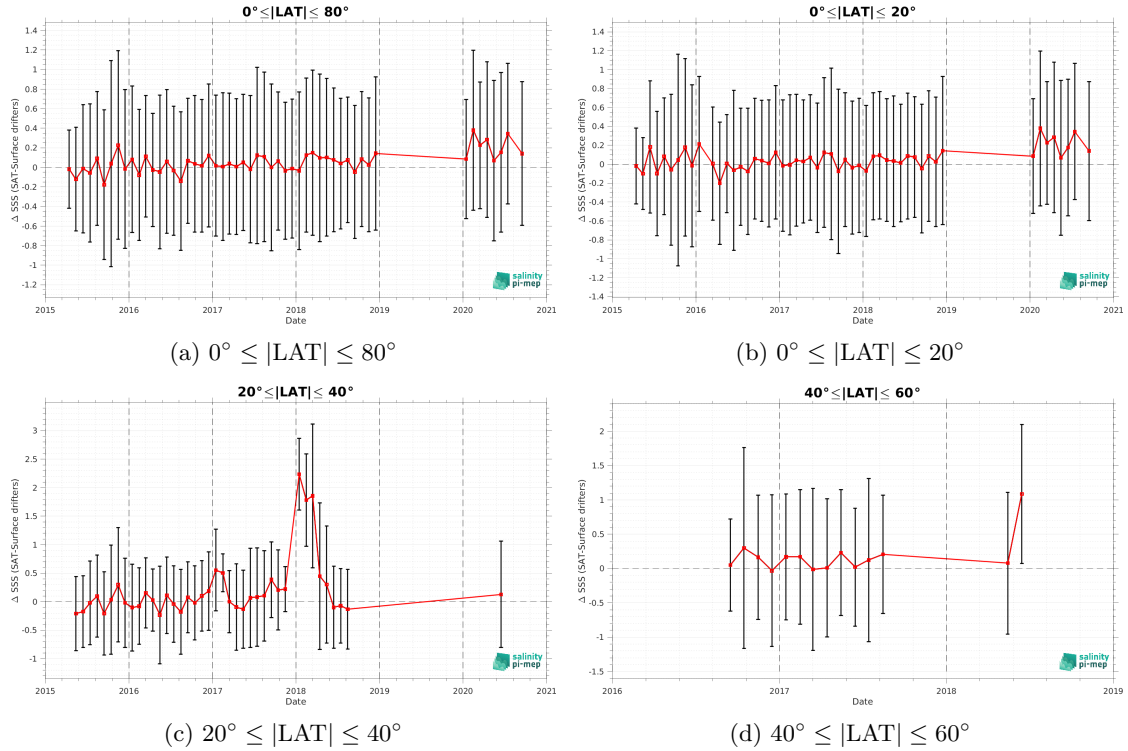 0°≤|LAT|≤ 80°
1.4
1.2
1
0.8
0.6
0.4
0.2
0
-0.2
-0.4
-0.6
-0.8
-1
-1.2
Δ SSS (SAT-Surface drifters)
2015 2016 2017 2018 2019 2020 2021
Date
salinity
pi-mep
(a) 0° ≤ |LAT| ≤ 80°
0°≤|LAT|≤ 20°
1.4
1.2
1
0.8
0.6
0.4
0.2
0
-0.2
-0.4
-0.6
-0.8
-1
-1.2
-1.4
Δ SSS (SAT-Surface drifters)
2015 2016 2017 2018 2019 2020 2021
Date
salinity
pi-mep
(b) 0° ≤ |LAT| ≤ 20°
20°≤|LAT|≤ 40°
3
2.5
2
1.5
1
0.5
0
-0.5
-1
Δ SSS (SAT-Surface drifters)
2015 2016 2017 2018 2019 2020 2021
Date
salinity
pi-mep
(c) 20° ≤ |LAT| ≤ 40°
40°≤|LAT|≤ 60°
2
1.5
1
0.5
0
-0.5
-1
-1.5
Δ SSS (SAT-Surface drifters)
2016 2017 2018 2019
Date
salinity
pi-mep
(d) 40° ≤ |LAT| ≤ 60°